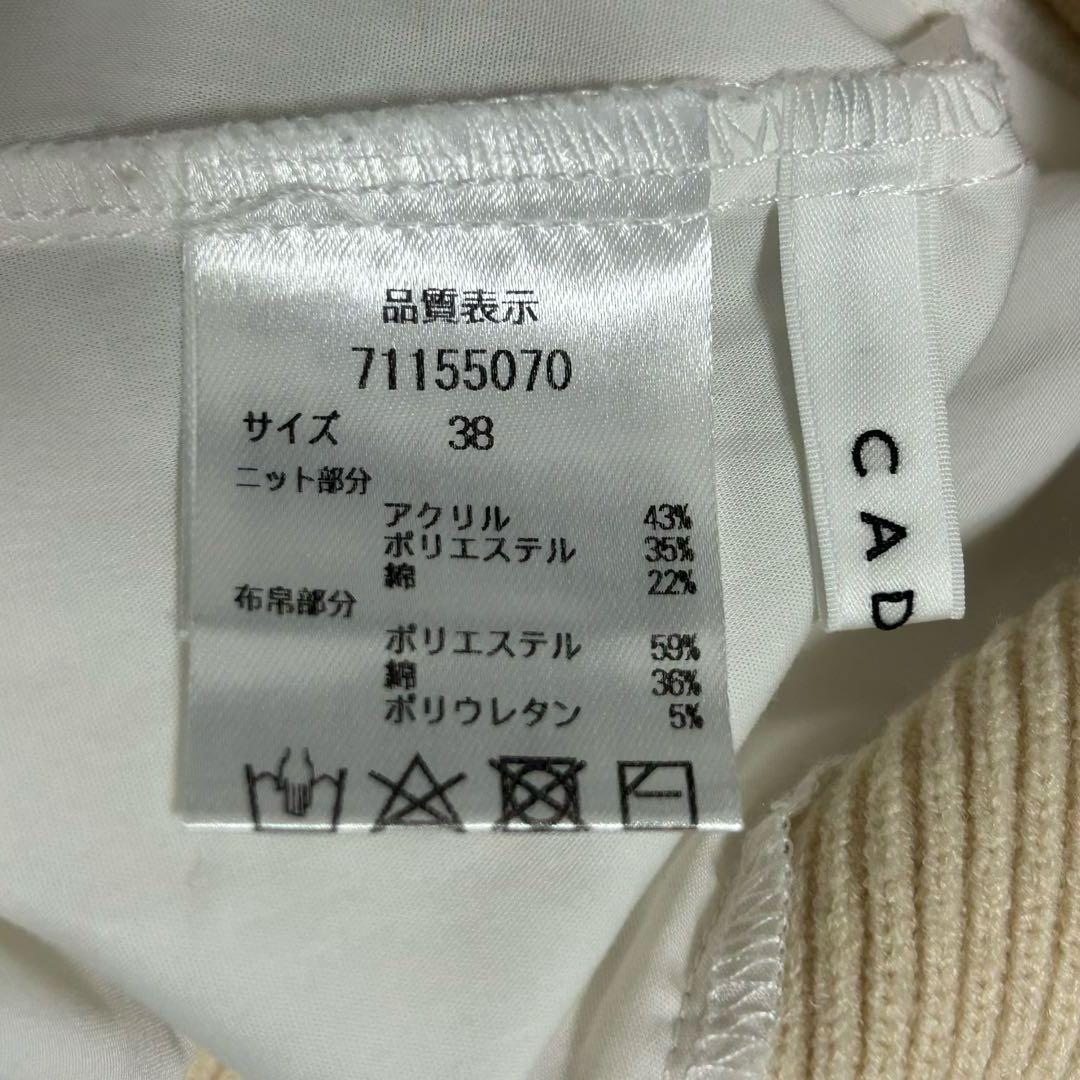 品質表示
71155070
サイズ 38
ニット部分
アクリル 43%
ポリエステル 35%
綿 22%
布帛部分
ポリエステル 59%
綿 36%
ポリウレタン 5%
CAD